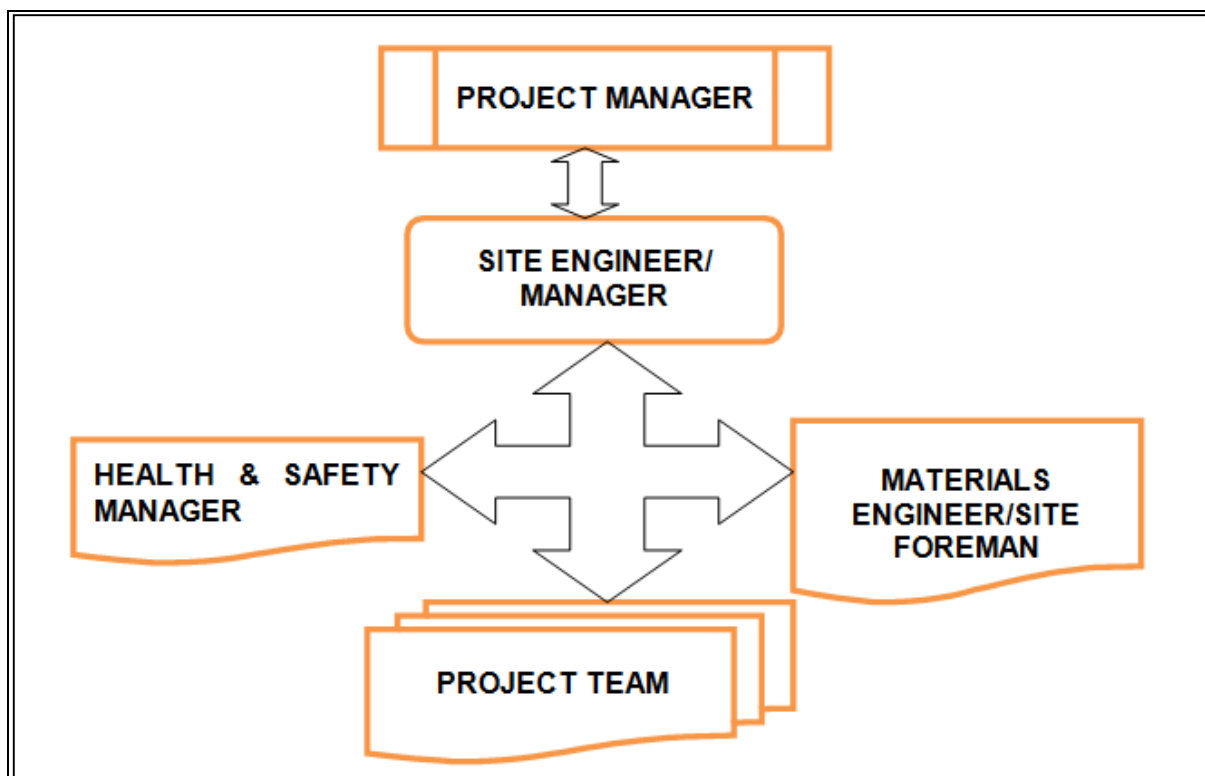 PROJECT MANAGER
SITE ENGINEER/
MANAGER
HEALTH & SAFETY
MANAGER
MATERIALS
ENGINEER/SITE
FOREMAN
PROJECT TEAM